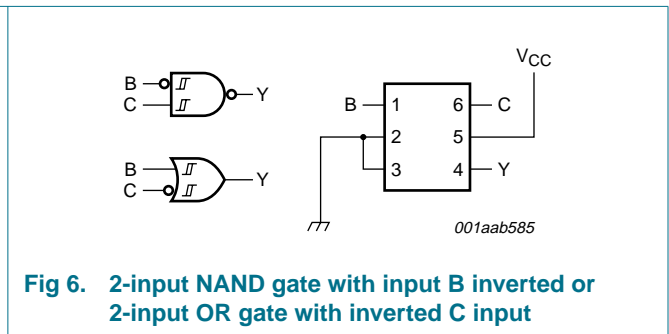 B
C
Y
B
C
Y
V_CC
B 1 6 C
2 5
3 4 Y
001aab585
Fig 6. 2-input NAND gate with input B inverted or
2-input OR gate with inverted C input